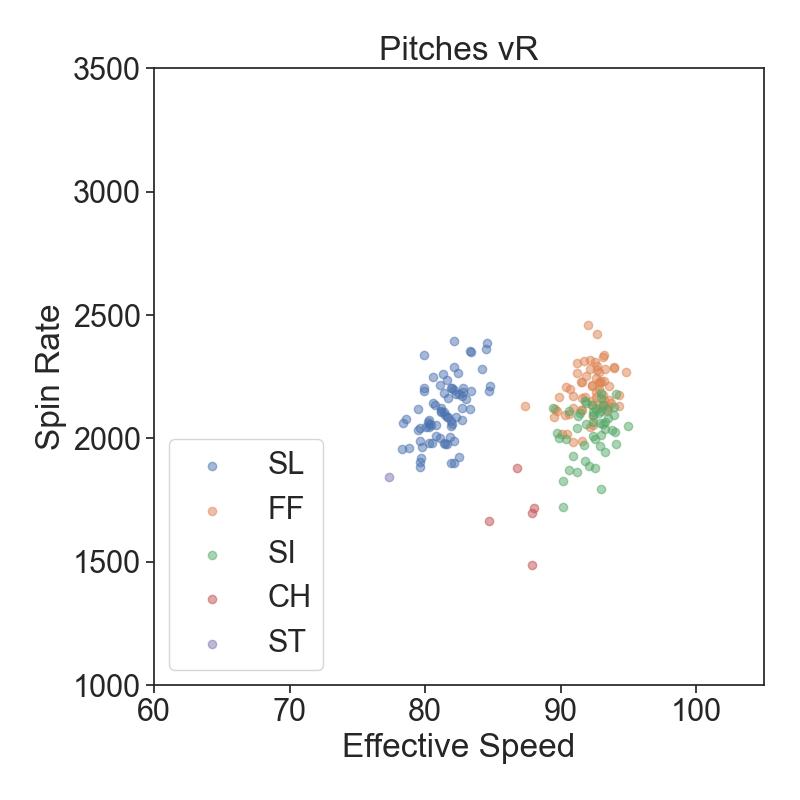 Pitches vR
3500
3000
2500
2000
1500
1000
Spin Rate
SL
FF
SI
CH
ST
60 70 80 90 100
Effective Speed